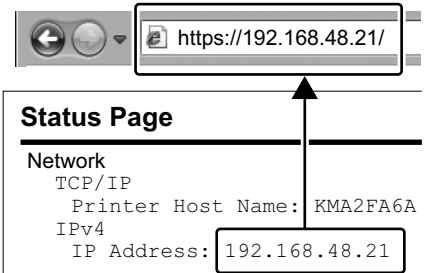 https://192.168.48.21/
Status Page
Network
TCP/IP
Printer Host Name: KMA2FA6A
IPv4
IP Address: 192.168.48.21